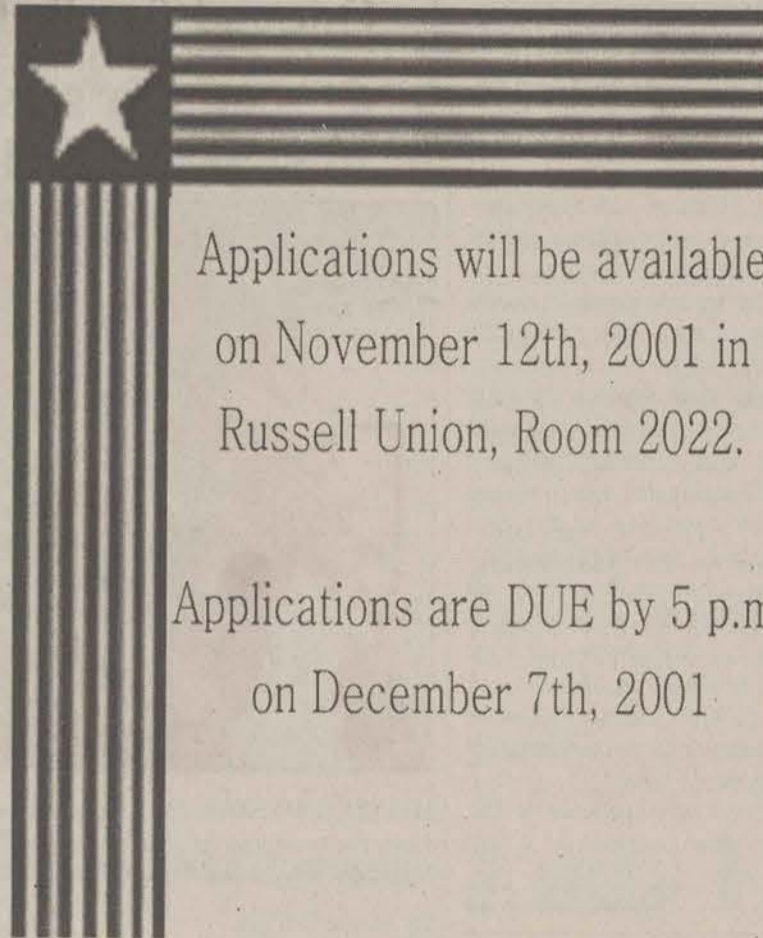 Applications will be available
on November 12th, 2001 in
Russell Union, Room 2022.
Applications are DUE by 5 p.m
on December 7th, 2001